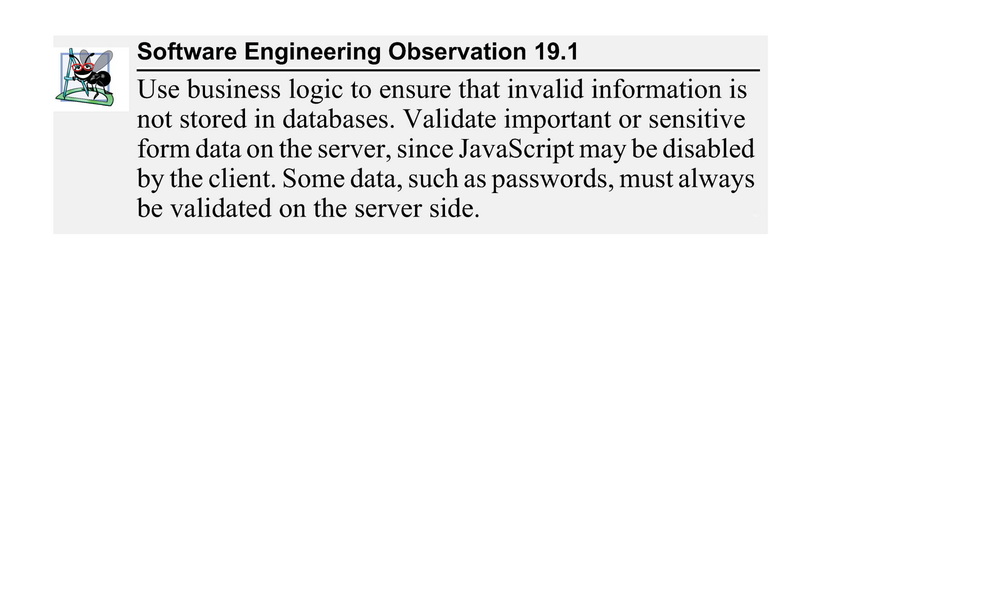 Software Engineering Observation 19.1
Use business logic to ensure that invalid information is
not stored in databases. Validate important or sensitive
form data on the server, since JavaScript may be disabled
by the client. Some data, such as passwords, must always
be validated on the server side.